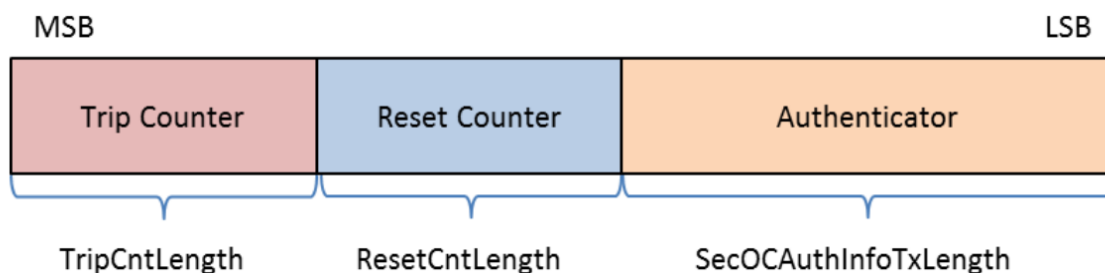 MSB LSB
Trip Counter Reset Counter Authenticator
TripCntLength ResetCntLength SecOCAuthInfoTxLength